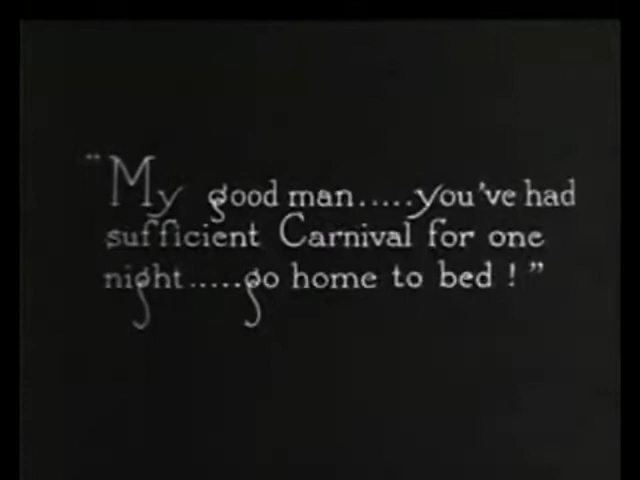 "My good man.....you've had
sufficient Carnival for one
night.....go home to bed!"